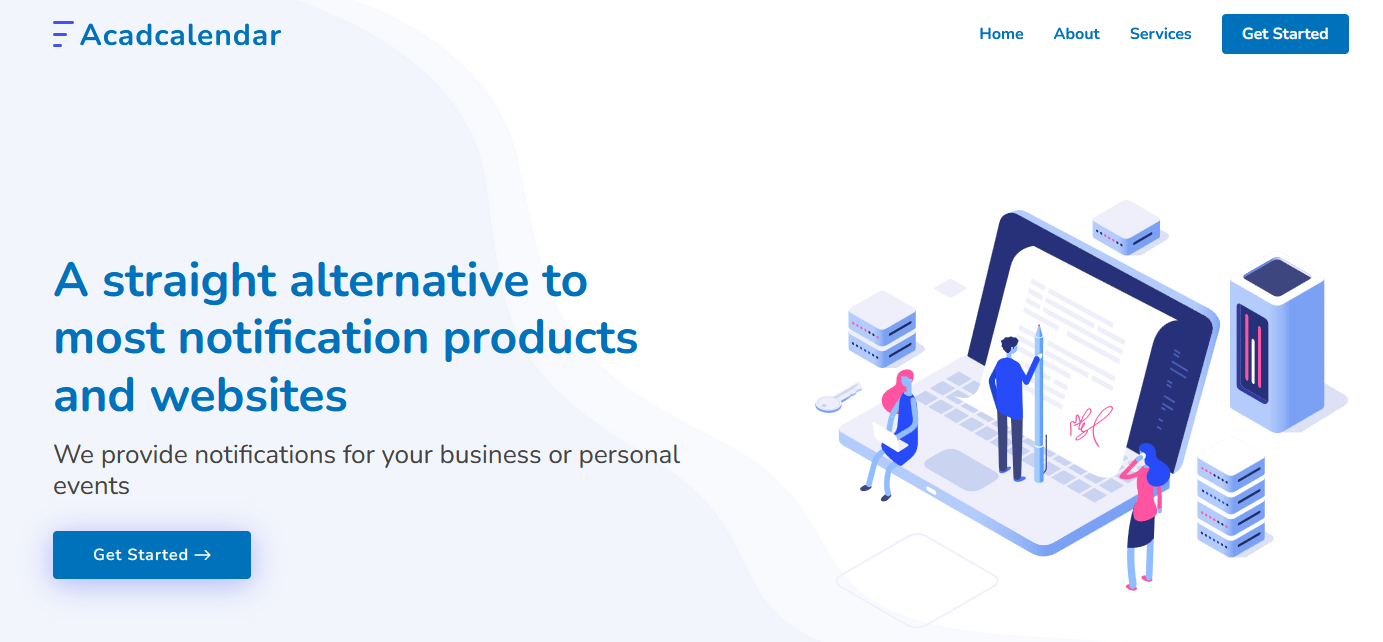 Acadcalendar
Home About Services Get Started
A straight alternative to
most notification products
and websites
We provide notifications for your business or personal
events
Get Started →